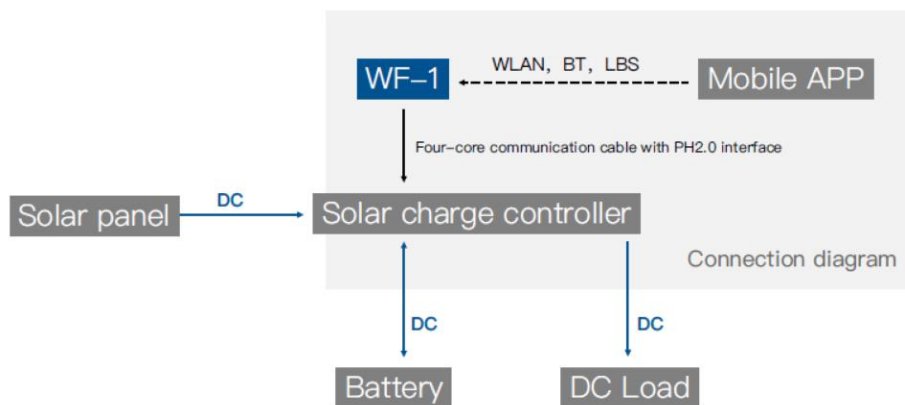 WLAN, BT, LBS
WF-1
Mobile APP
Four-core communication cable with PH2.0 interface
DC
Solar panel
Solar charge controller
Connection diagram
DC
DC
Battery
DC Load